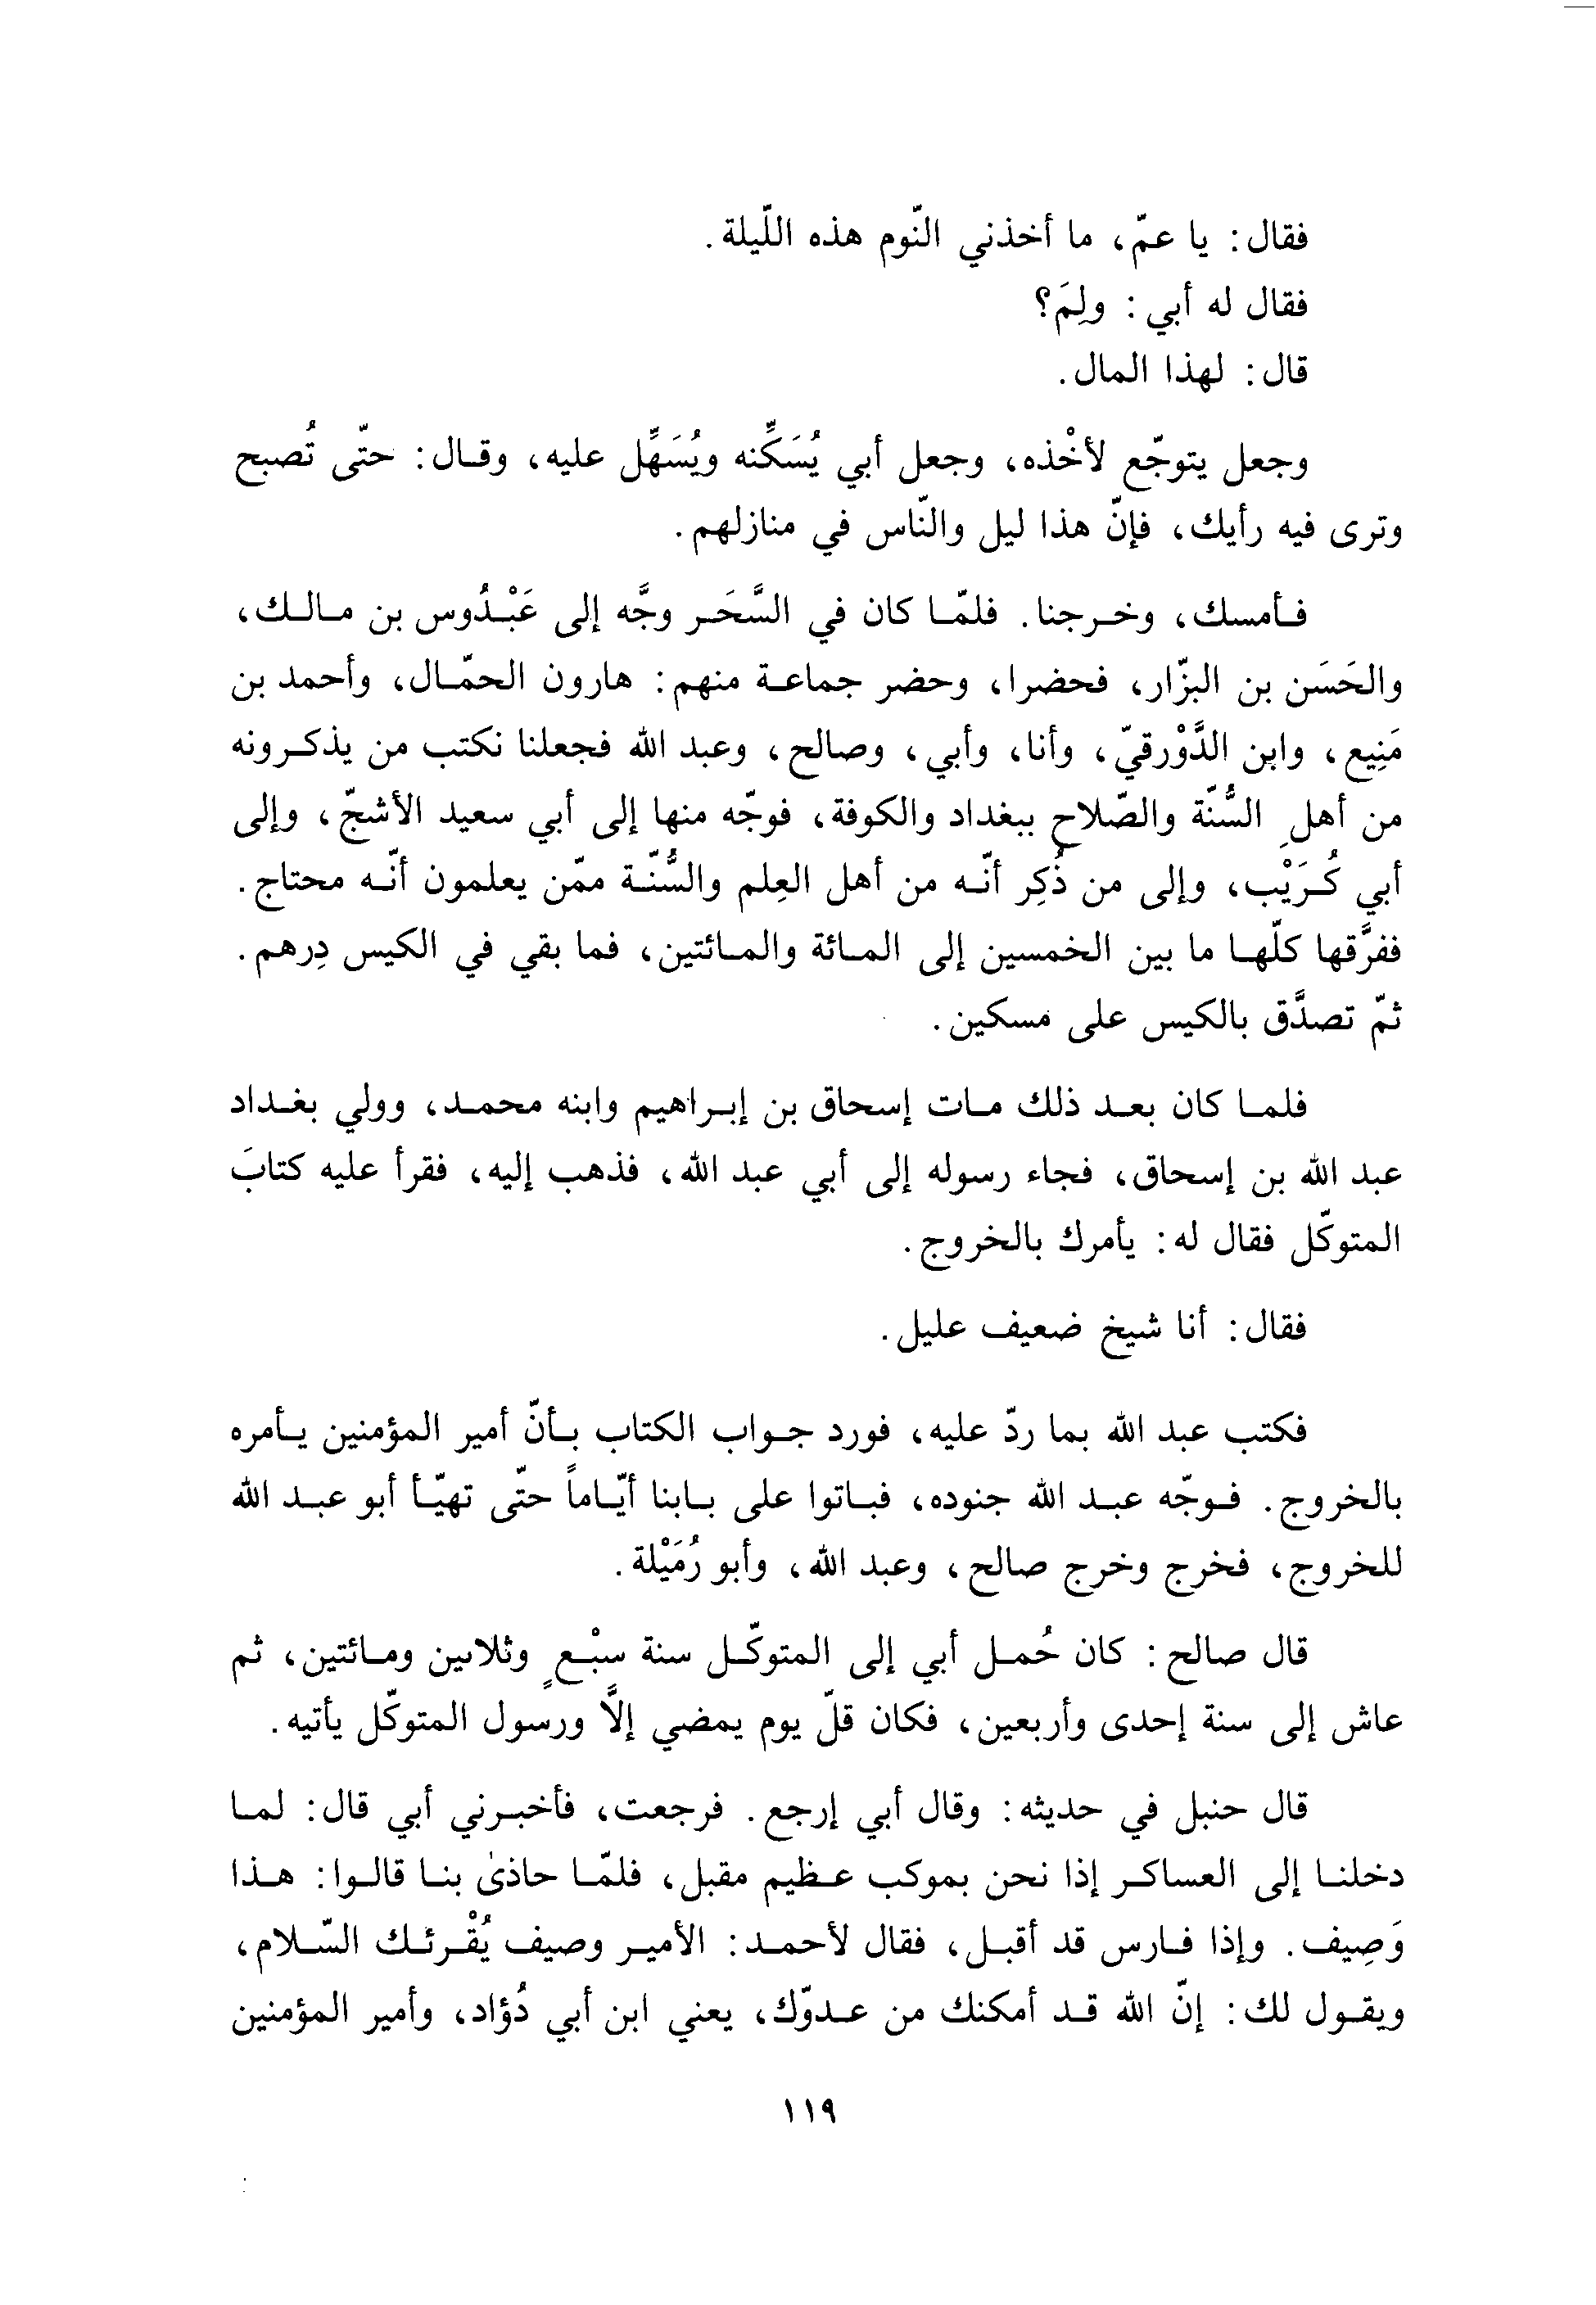 فقال: يا عمّ، ما أخذني النّوم هذه اللّيلة.
فقال له أبي: ولِمَ؟
قال: لهذا المال.
وجعل يتوجّع لأخْذه، وجعل أبي يُسَكِّنه ويُسَهِّل عليه، وقال: حتّى تُصبح
وترى فيه رأيك، فإنّ هذا ليل والنّاس في منازلهم.
فأمسك، وخرجنا. فلمّا كان في السَّحَر وجَّه إلى عَبْدُوس بن مالك،
والحَسَن بن البزّار، فحضرا، وحضر جماعة منهم: هارون الحمّال، وأحمد بن
مَنِيع، وابن الدَّوْرقيّ، وأنا، وأبي، وصالح، وعبد الله فجعلنا نكتب من يذكرونه
من أهلِ السُّنّة والصّلاح ببغداد والكوفة، فوجّه منها إلى أبي سعيد الأشجّ، وإلى
أبي كُرَيْب، وإلى من ذُكِر أنّه من أهل العِلم والسُّنّة ممّن يعلمون أنّه محتاج.
ففرَّقها كلّها ما بين الخمسين إلى المائة والمائتين، فما بقي في الكيس دِرهم.
ثمّ تصدَّق بالكيس على مسكين.
فلما كان بعد ذلك مات إسحاق بن إبراهيم وابنه محمد، وولي بغداد
عبد الله بن إسحاق، فجاء رسوله إلى أبي عبد الله، فذهب إليه، فقرأ عليه كتابَ
المتوكّل فقال له: يأمرك بالخروج.
فقال: أنا شيخ ضعيف عليل.
فكتب عبد الله بما ردّ عليه، فورد جواب الكتاب بأنّ أمير المؤمنين يأمره
بالخروج. فوجّه عبد الله جنوده، فباتوا على بابنا أيّاماً حتّى تهيّأ أبو عبد الله
للخروج، فخرج وخرج صالح، وعبد الله، وأبو رُمَيْلة.
قال صالح: كان حُمل أبي إلى المتوكّل سنة سبْعٍ وثلاثين ومائتين، ثم
عاش إلى سنة إحدى وأربعين، فكان قلّ يوم يمضي إلَّا ورسول المتوكّل يأتيه.
قال حنبل في حديثه: وقال أبي إرجع. فرجعت، فأخبرني أبي قال: لما
دخلنا إلى العساكر إذا نحن بموكب عظيم مقبل، فلمّا حاذىٰ بنا قالوا: هذا
وَصِيف. وإذا فارس قد أقبل، فقال لأحمد: الأمير وصيف يُقْرئك السّلام،
ويقول لك: إنّ الله قد أمكنك من عدوّك، يعني ابن أبي دُؤاد، وأمير المؤمنين
١١٩